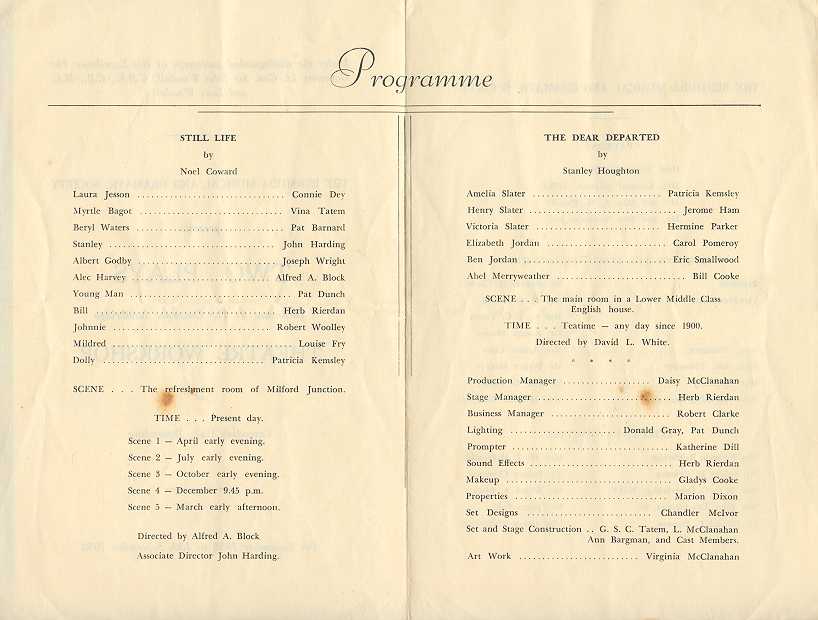 Programme
STILL LIFE
by
Noel Coward
Laura Jesson ................................ Connie Dey
Myrtle Bagot ................................ Vina Tatem
Beryl Waters ................................ Pat Barnard
Stanley ................................ John Harding
Albert Godby ................................ Joseph Wright
Alec Harvey ................................ Alfred A. Block
Young Man ................................ Pat Dunch
Bill ................................ Herb Rierdan
Johnnie ................................ Robert Woolley
Mildred ................................ Louise Fry
Dolly ................................ Patricia Kemsley
SCENE . . . The refreshment room of Milford Junction.
TIME . . . Present day.
Scene 1 — April early evening.
Scene 2 — July early evening.
Scene 3 — October early evening.
Scene 4 — December 9.45 p.m.
Scene 5 — March early afternoon.
Directed by Alfred A. Block
Associate Director John Harding.
THE DEAR DEPARTED
by
Stanley Houghton
Amelia Slater ................................ Patricia Kemsley
Henry Slater ................................ Jerome Ham
Victoria Slater ................................ Hermine Parker
Elizabeth Jordan ................................ Carol Pomeroy
Ben Jordan ................................ Eric Smallwood
Abel Merryweather ................................ Bill Cooke
SCENE . . . The main room in a Lower Middle Class
English house.
TIME . . . Teatime — any day since 1900.
Directed by David L. White.
* * * *
Production Manager .................. Daisy McClanahan
Stage Manager ................................ Herb Rierdan
Business Manager ................................ Robert Clarke
Lighting ................................ Donald Gray, Pat Dunch
Prompter ................................ Katherine Dill
Sound Effects ................................ Herb Rierdan
Makeup ................................ Gladys Cooke
Properties ................................ Marion Dixon
Set Designs ................................ Chandler McIvor
Set and Stage Construction . . G. S. C. Tatem, L. McClanahan
Ann Bargman, and Cast Members.
Art Work ................................ Virginia McClanahan